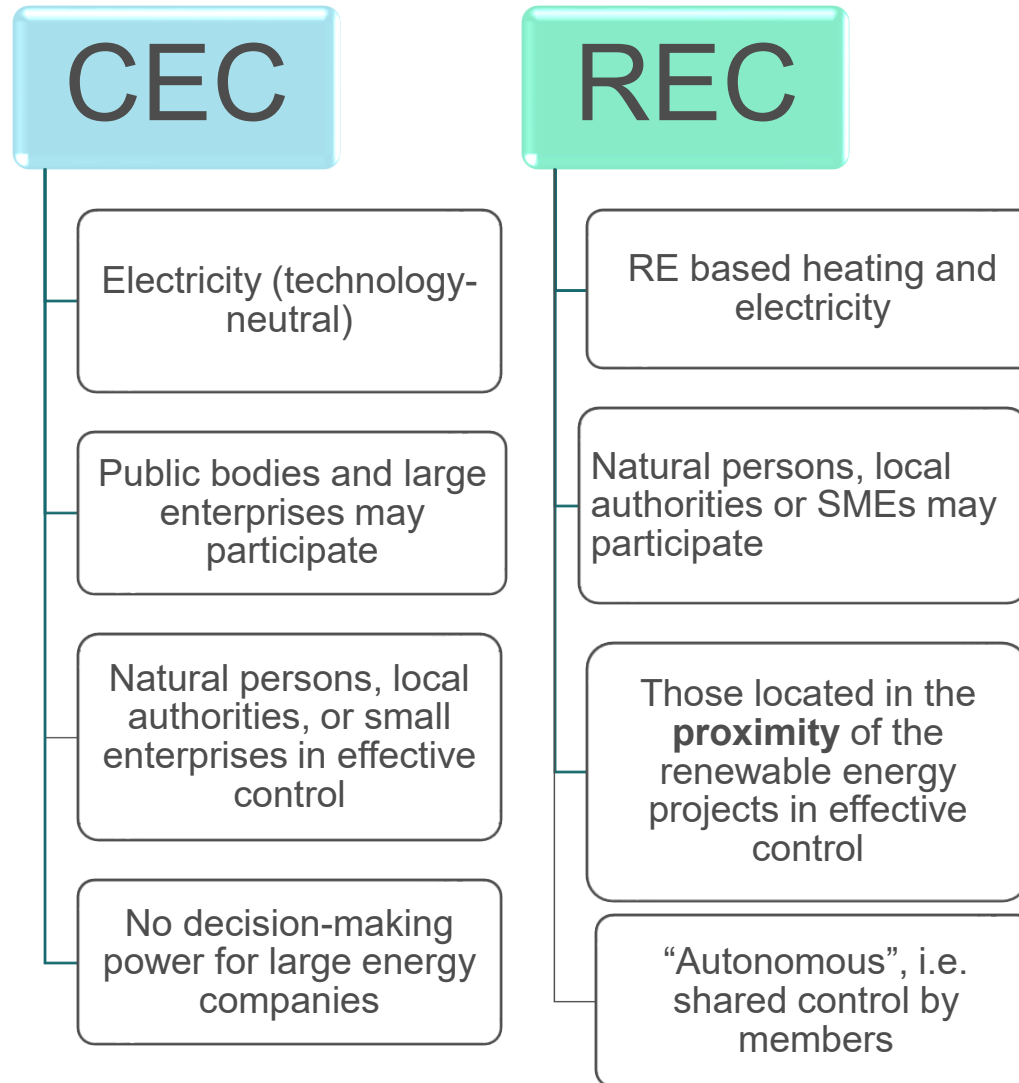 CEC
Electricity (technology-
neutral)
Public bodies and large
enterprises may
participate
Natural persons, local
authorities, or small
enterprises in effective
control
No decision-making
power for large energy
companies
REC
RE based heating and
electricity
Natural persons, local
authorities or SMEs may
participate
Those located in the
proximity of the
renewable energy
projects in effective
control
“Autonomous”, i.e.
shared control by
members